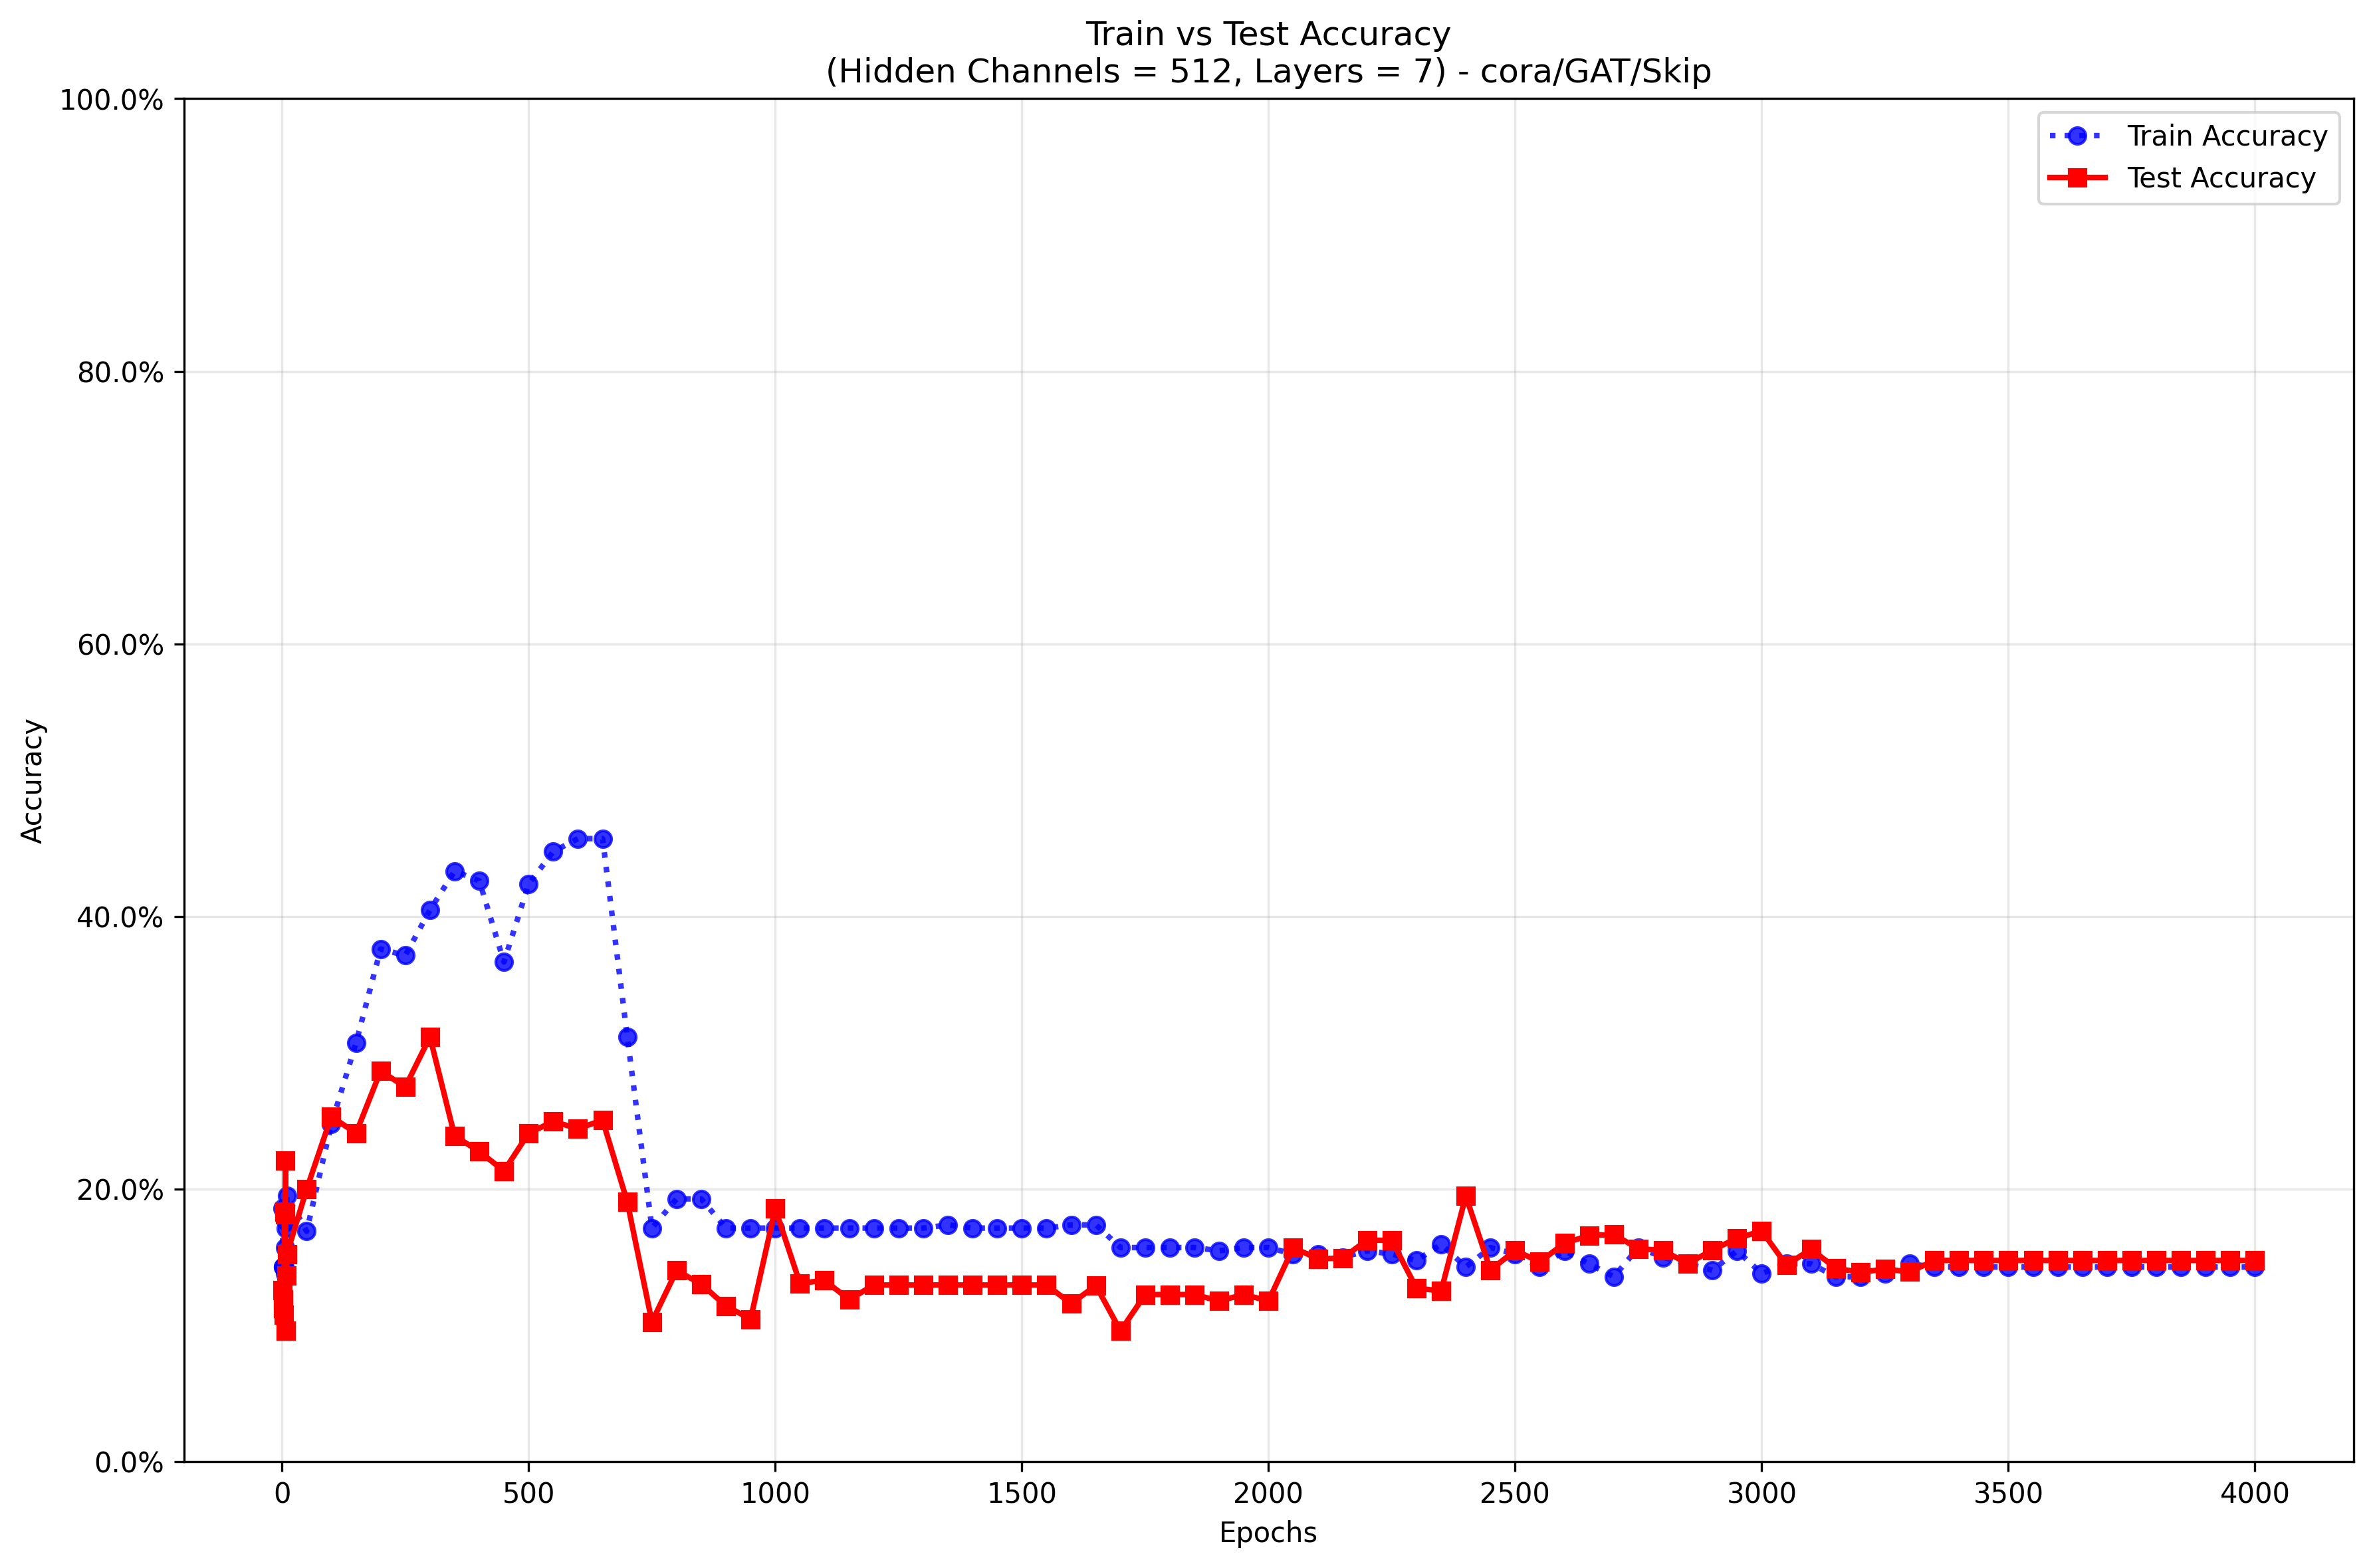 Train vs Test Accuracy
(Hidden Channels = 512, Layers = 7) - cora/GAT/Skip
100.0%
80.0%
60.0%
40.0%
20.0%
0.0%
Accuracy
Train Accuracy
Test Accuracy
0 500 1000 1500 2000 2500 3000 3500 4000
Epochs